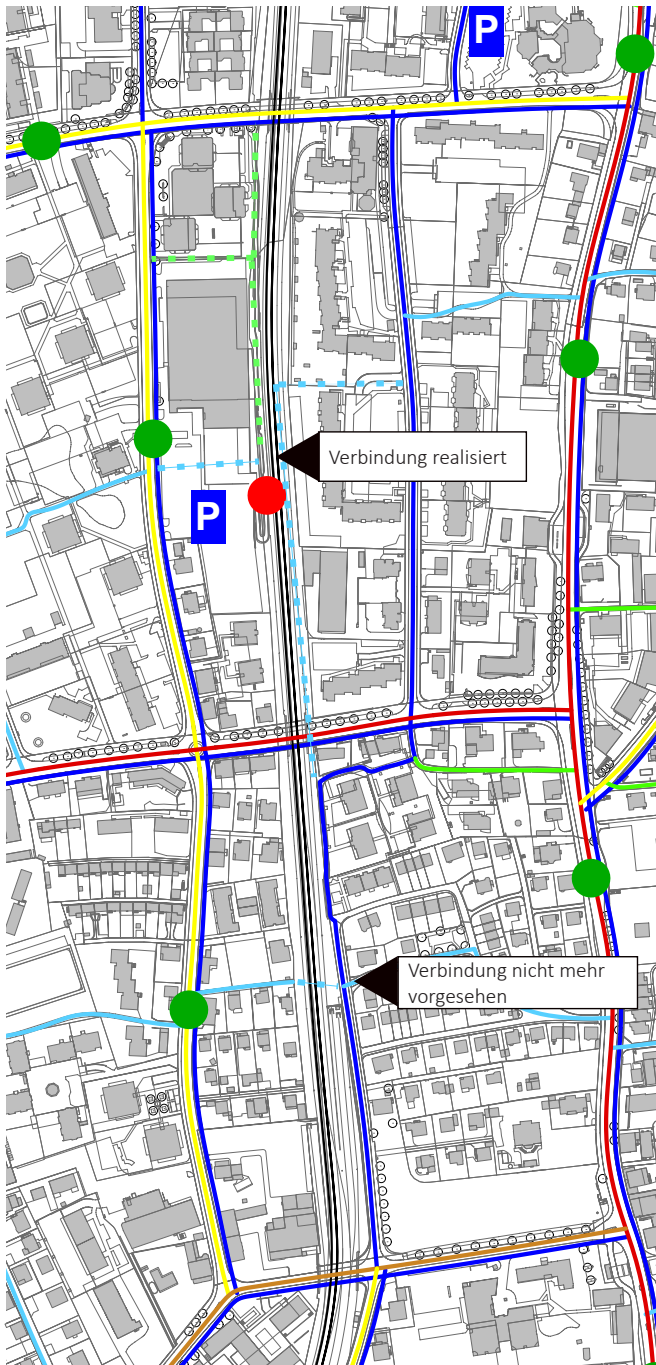 P
Verbindung realisiert
P
Verbindung nicht mehr
vorgesehen